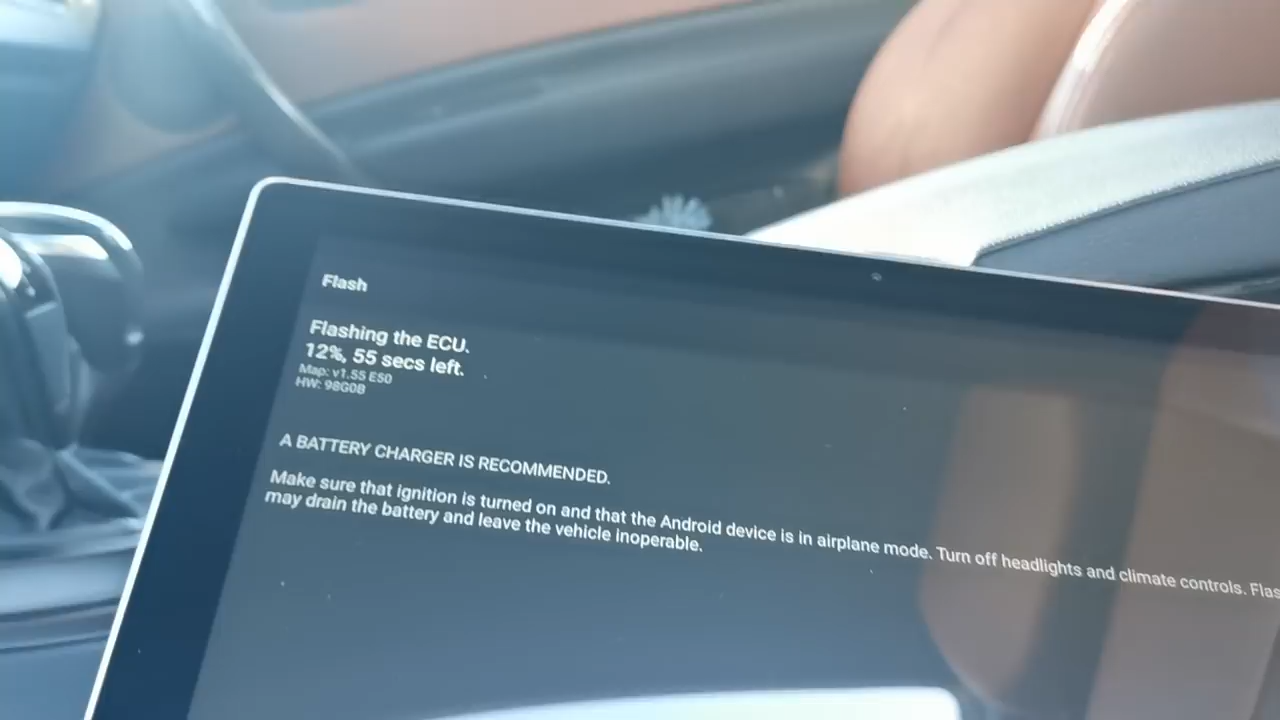 Flash
Flashing the ECU.
12%, 55 secs left.
Map: v1.55 E50
HW: 98G0B
A BATTERY CHARGER IS RECOMMENDED.
Make sure that ignition is turned on and that the Android device is in airplane mode. Turn off headlights and climate controls. Flas
may drain the battery and leave the vehicle inoperable.